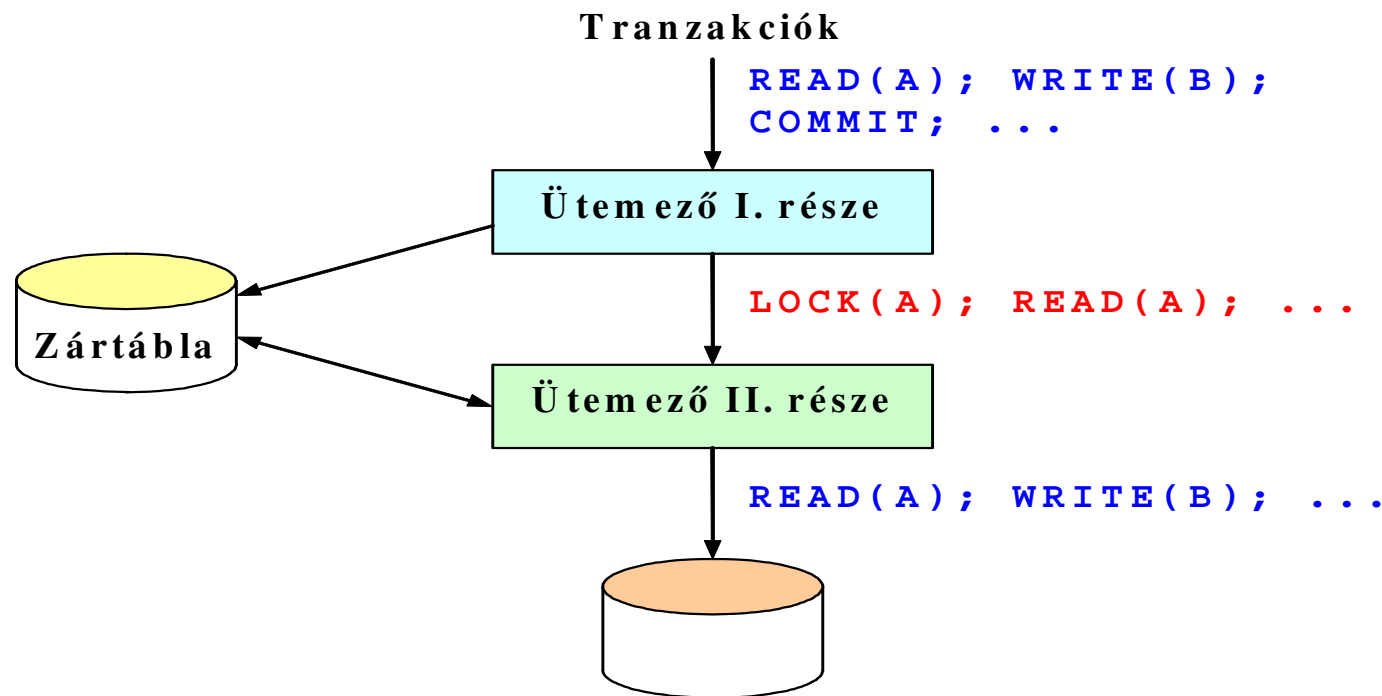 Tranzakciók
READ(A); WRITE(B);
COMMIT; ...
Ütemező I. része
LOCK(A); READ(A); ...
Zártábla
Ütemező II. része
READ(A); WRITE(B); ...